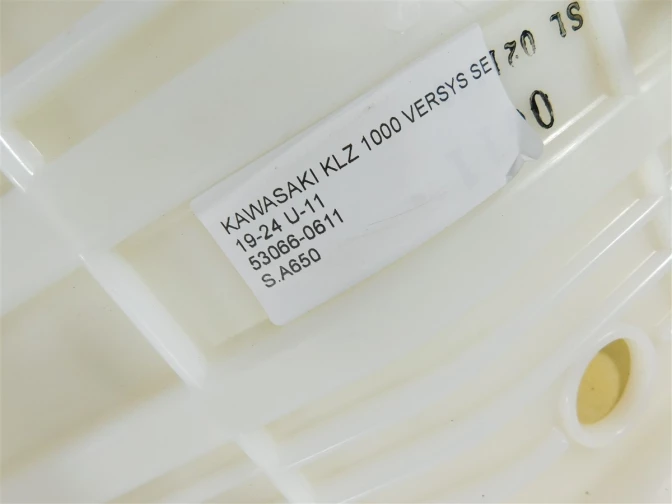 KAWASAKI KLZ 1000 VERSYS SE
19-24 U-11
53066-0611
S.A650